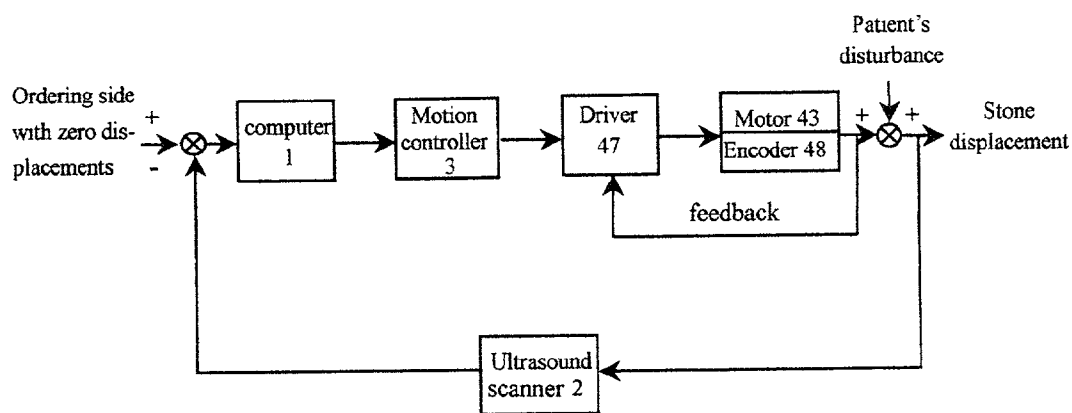 Patient's
disturbance
Ordering side
with zero dis-
placements
+
-
computer
1
Motion
controller
3
Driver
47
Motor 43
Encoder 48
+
+
Stone
displacement
feedback
Ultrasound
scanner 2